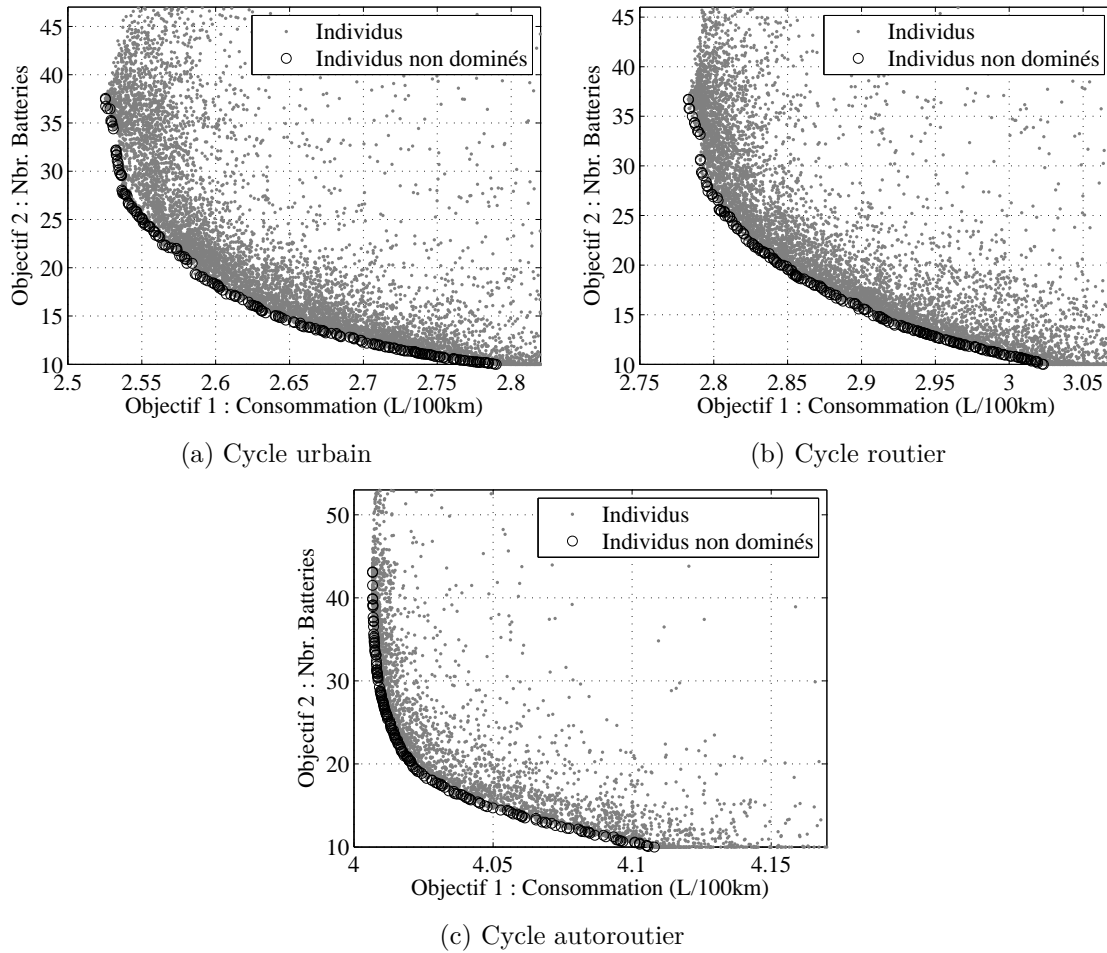 Individus
Individus non dominés
45
40
35
30
25
20
15
10
Objectif 2 : Nbr. Batteries
2.5
2.55
2.6
2.65
2.7
2.75
2.8
Objectif 1 : Consommation (L/100km)
(a) Cycle urbain
Individus
Individus non dominés
45
40
35
30
25
20
15
10
Objectif 2 : Nbr. Batteries
2.75
2.8
2.85
2.9
2.95
3
3.05
Objectif 1 : Consommation (L/100km)
(b) Cycle routier
Individus
Individus non dominés
50
40
30
20
10
Objectif 2 : Nbr. Batteries
4
4.05
4.1
4.15
Objectif 1 : Consommation (L/100km)
(c) Cycle autoroutier